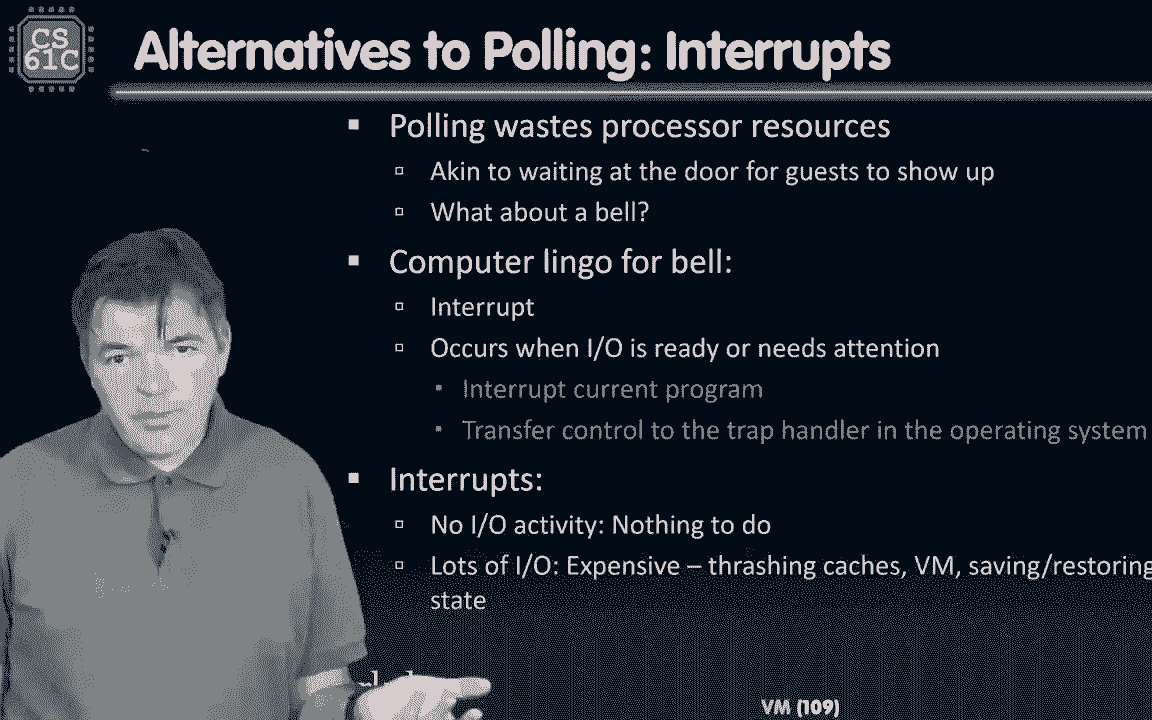 CS
61C
Alternatives to Polling: Interrupts
Polling wastes processor resources
Akin to waiting at the door for guests to show up
What about a bell?
Computer lingo for bell:
Interrupt
Occurs when I/O is ready or needs attention
Interrupt current program
Transfer control to the trap handler in the operating system
Interrupts:
No I/O activity: Nothing to do
Lots of I/O: Expensive – thrashing caches, VM, saving/restoring
state
VM (109)